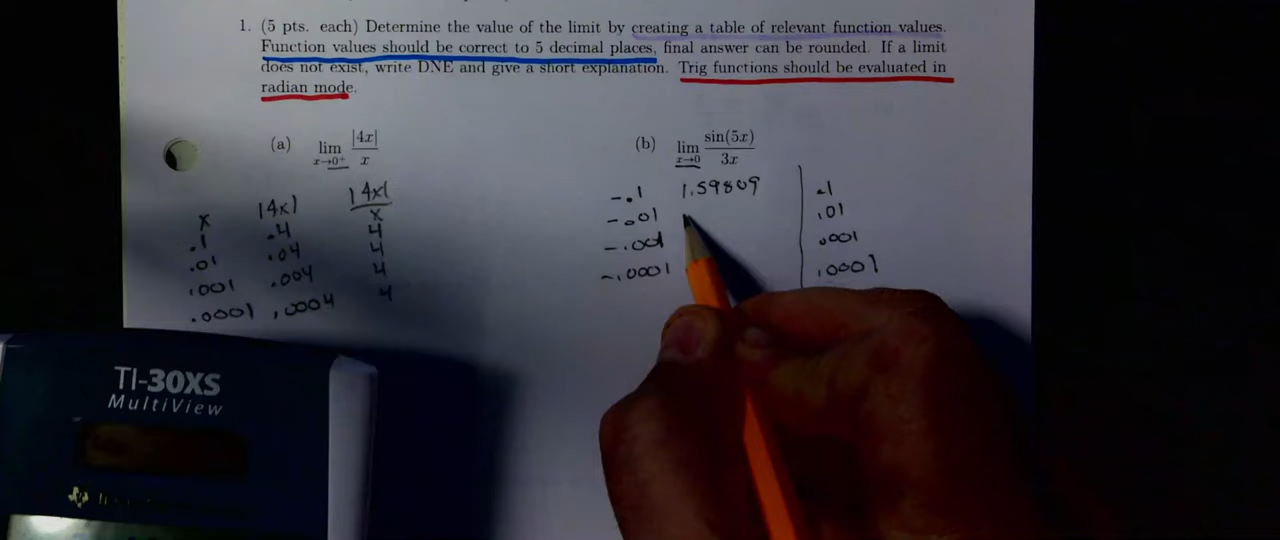 1. (5 pts. each) Determine the value of the limit by creating a table of relevant function values.
Function values should be correct to 5 decimal places, final answer can be rounded. If a limit
does not exist, write DNE and give a short explanation. Trig functions should be evaluated in
radian mode.
(a) lim x→0⁺ |4x|/x
x |4x| |4x|/x
.1 .4 4
.01 .04 4
.001 .004 4
.0001 .0004 4
(b) lim x→0 sin(5x)/3x
-.1 1.59809 .1
-.01 .01
-.001 .001
-.0001 .0001
TI-30XS
MultiView